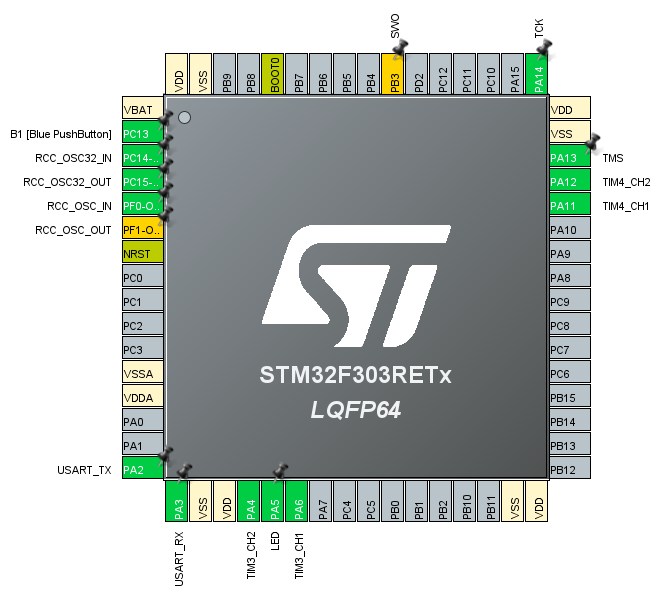 SWO
TCK
VDD
VSS
PB9
PB8
BOOT0
PB7
PB6
PB5
PB4
PB3
PD2
PC12
PC11
PC10
PA15
PA14
VBAT
B1 [Blue PushButton] PC13
RCC_OSC32_IN PC14-..
RCC_OSC32_OUT PC15-..
RCC_OSC_IN PF0-O..
RCC_OSC_OUT PF1-O..
NRST
PC0
PC1
PC2
PC3
VSSA
VDDA
PA0
PA1
USART_TX PA2
VDD
VSS
PA13 TMS
PA12 TIM4_CH2
PA11 TIM4_CH1
PA10
PA9
PA8
PC9
PC8
PC7
PC6
PB15
PB14
PB13
PB12
ST
STM32F303RETx
LQFP64
PA3
VSS
VDD
PA4
PA5
PA6
PA7
PC4
PC5
PB0
PB1
PB2
PB10
PB11
VSS
VDD
USART_RX
TIM3_CH2
LED
TIM3_CH1